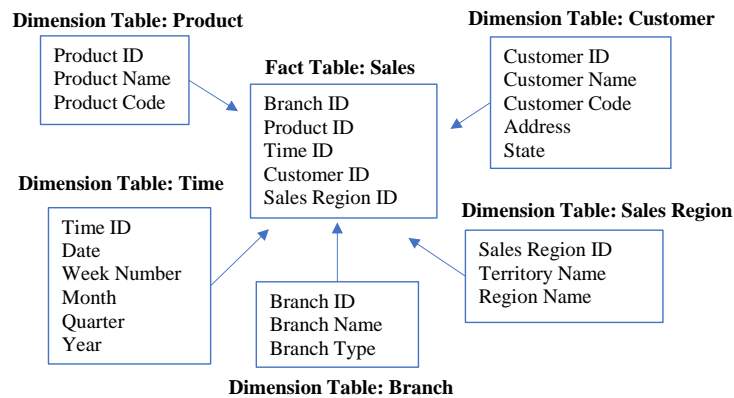 Dimension Table: Product
Product ID
Product Name
Product Code
Fact Table: Sales
Branch ID
Product ID
Time ID
Customer ID
Sales Region ID
Dimension Table: Customer
Customer ID
Customer Name
Customer Code
Address
State
Dimension Table: Time
Time ID
Date
Week Number
Month
Quarter
Year
Branch ID
Branch Name
Branch Type
Dimension Table: Branch
Dimension Table: Sales Region
Sales Region ID
Territory Name
Region Name